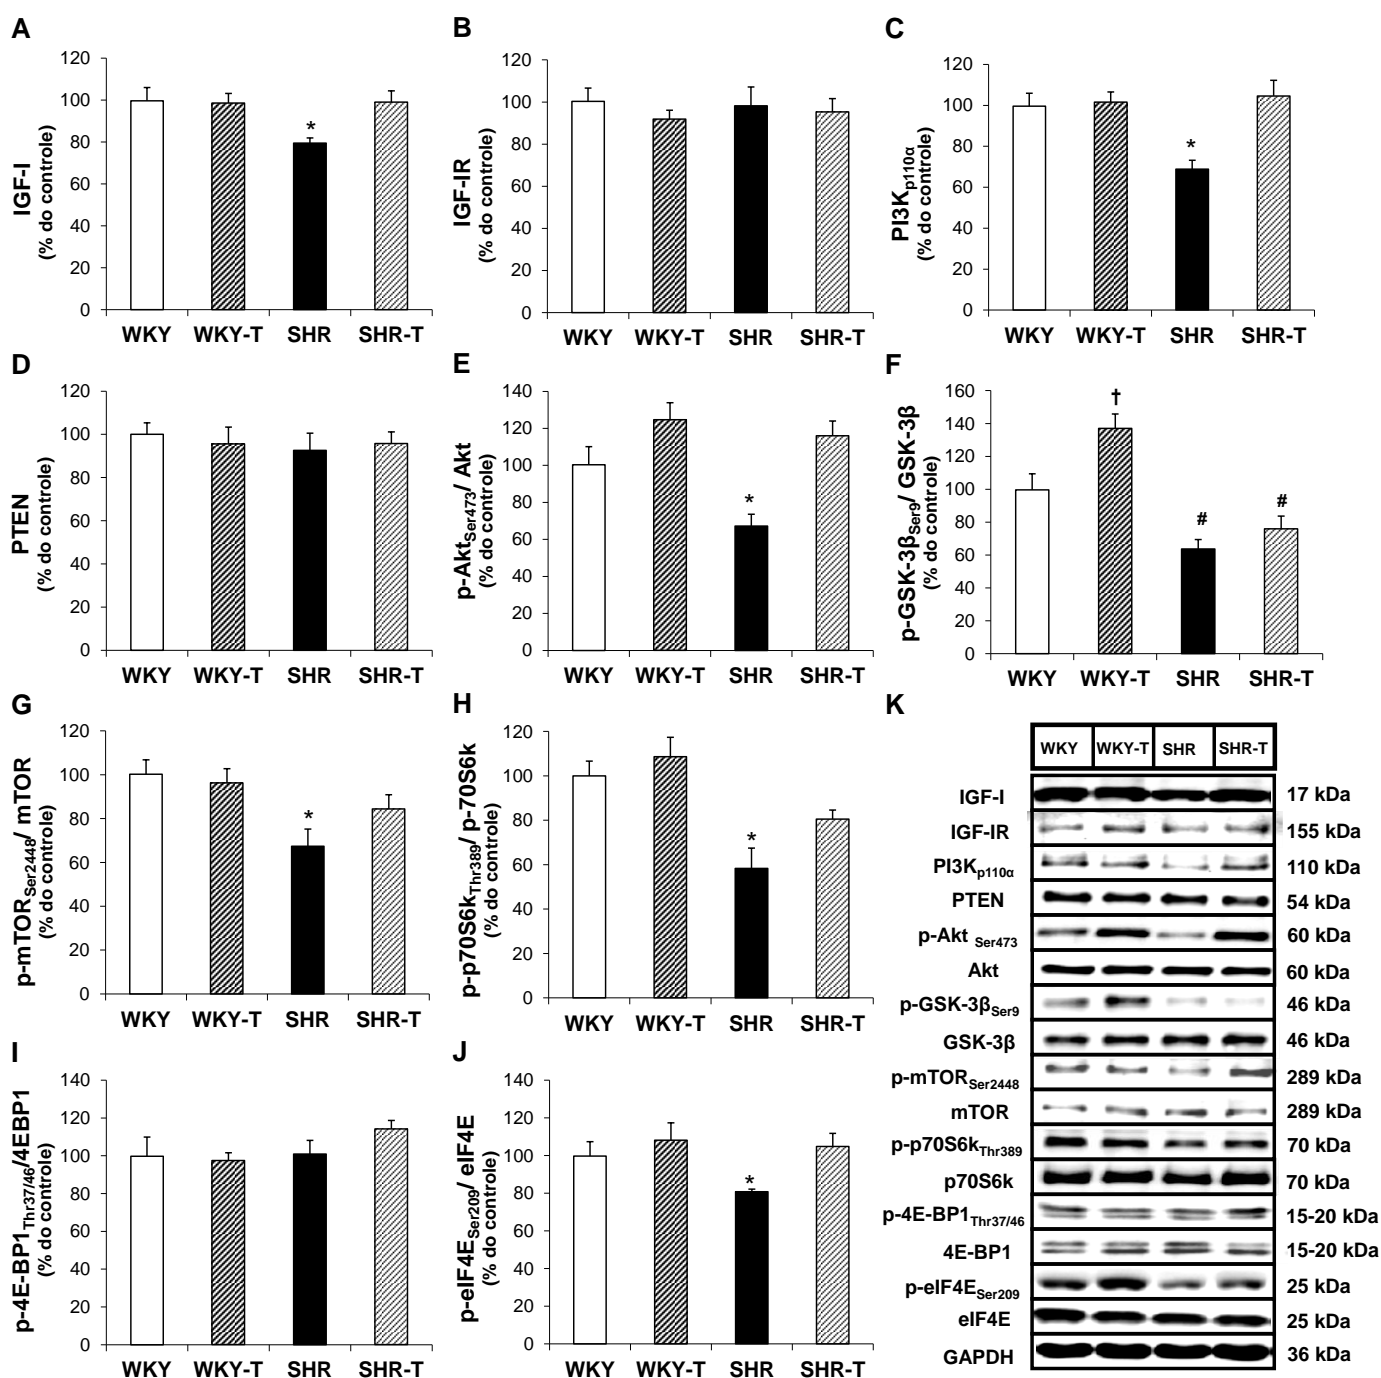 A
IGF-I
(% do controle)
120
100
80
60
40
20
0
*
WKY WKY-T SHR SHR-T
B
IGF-IR
(% do controle)
120
100
80
60
40
20
0
WKY WKY-T SHR SHR-T
C
PI3Kp110α
(% do controle)
120
100
80
60
40
20
0
*
WKY WKY-T SHR SHR-T
D
PTEN
(% do controle)
120
100
80
60
40
20
0
WKY WKY-T SHR SHR-T
E
p-AktSer473/ Akt
(% do controle)
140
120
100
80
60
40
20
0
*
WKY WKY-T SHR SHR-T
F
p-GSK-3βSer9/ GSK-3β
(% do controle)
160
140
120
100
80
60
40
20
0
† # #
WKY WKY-T SHR SHR-T
G
p-mTORSer2448/ mTOR
(% do controle)
120
100
80
60
40
20
0
*
WKY WKY-T SHR SHR-T
H
p-p70S6kThr389/ p-70S6k
(% do controle)
120
100
80
60
40
20
0
*
WKY WKY-T SHR SHR-T
I
p-4E-BP1Thr37/46/4EBP1
(% do controle)
140
120
100
80
60
40
20
0
WKY WKY-T SHR SHR-T
J
p-eIF4ESer209/ eIF4E
(% do controle)
140
120
100
80
60
40
20
0
*
WKY WKY-T SHR SHR-T
K
WKY WKY-T SHR SHR-T
IGF-I 17 kDa
IGF-IR 155 kDa
PI3Kp110α 110 kDa
PTEN 54 kDa
p-Akt Ser473 60 kDa
Akt 60 kDa
p-GSK-3βSer9 46 kDa
GSK-3β 46 kDa
p-mTORSer2448 289 kDa
mTOR 289 kDa
p-p70S6kThr389 70 kDa
p70S6k 70 kDa
p-4E-BP1Thr37/46 15-20 kDa
4E-BP1 15-20 kDa
p-eIF4ESer209 25 kDa
eIF4E 25 kDa
GAPDH 36 kDa